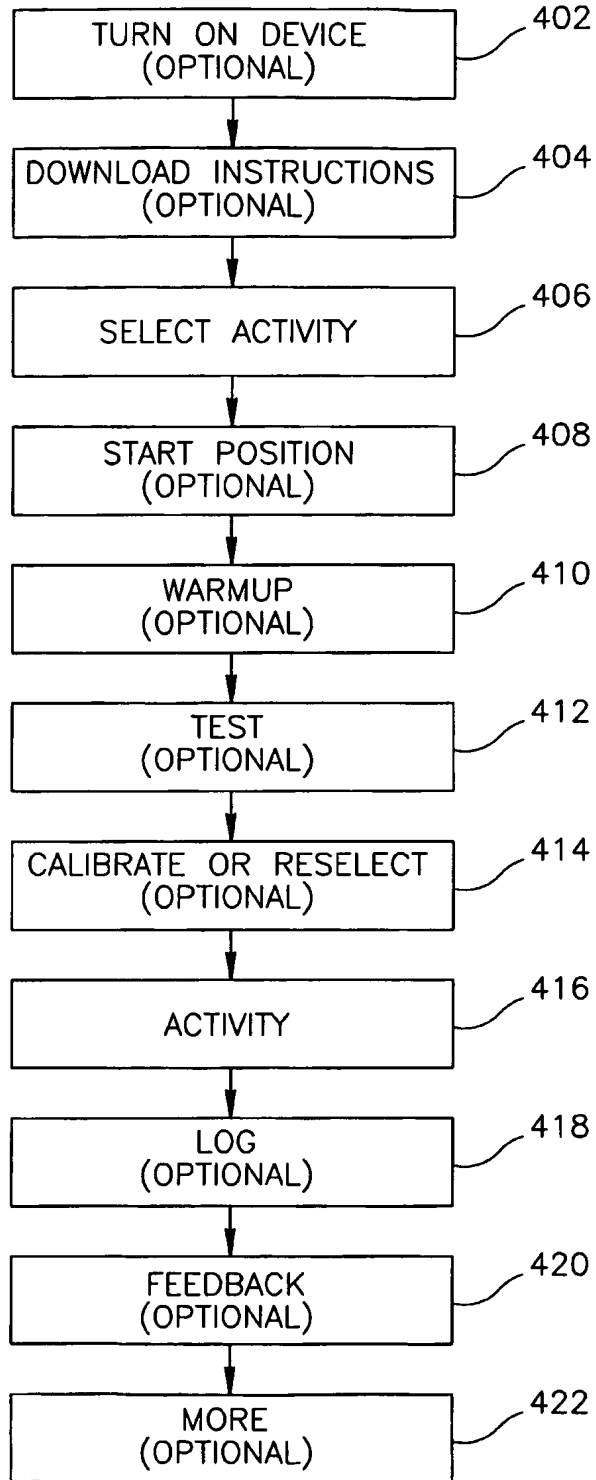 TURN ON DEVICE
(OPTIONAL)
402
DOWNLOAD INSTRUCTIONS
(OPTIONAL)
404
SELECT ACTIVITY
406
START POSITION
(OPTIONAL)
408
WARMUP
(OPTIONAL)
410
TEST
(OPTIONAL)
412
CALIBRATE OR RESELECT
(OPTIONAL)
414
ACTIVITY
416
LOG
(OPTIONAL)
418
FEEDBACK
(OPTIONAL)
420
MORE
(OPTIONAL)
422